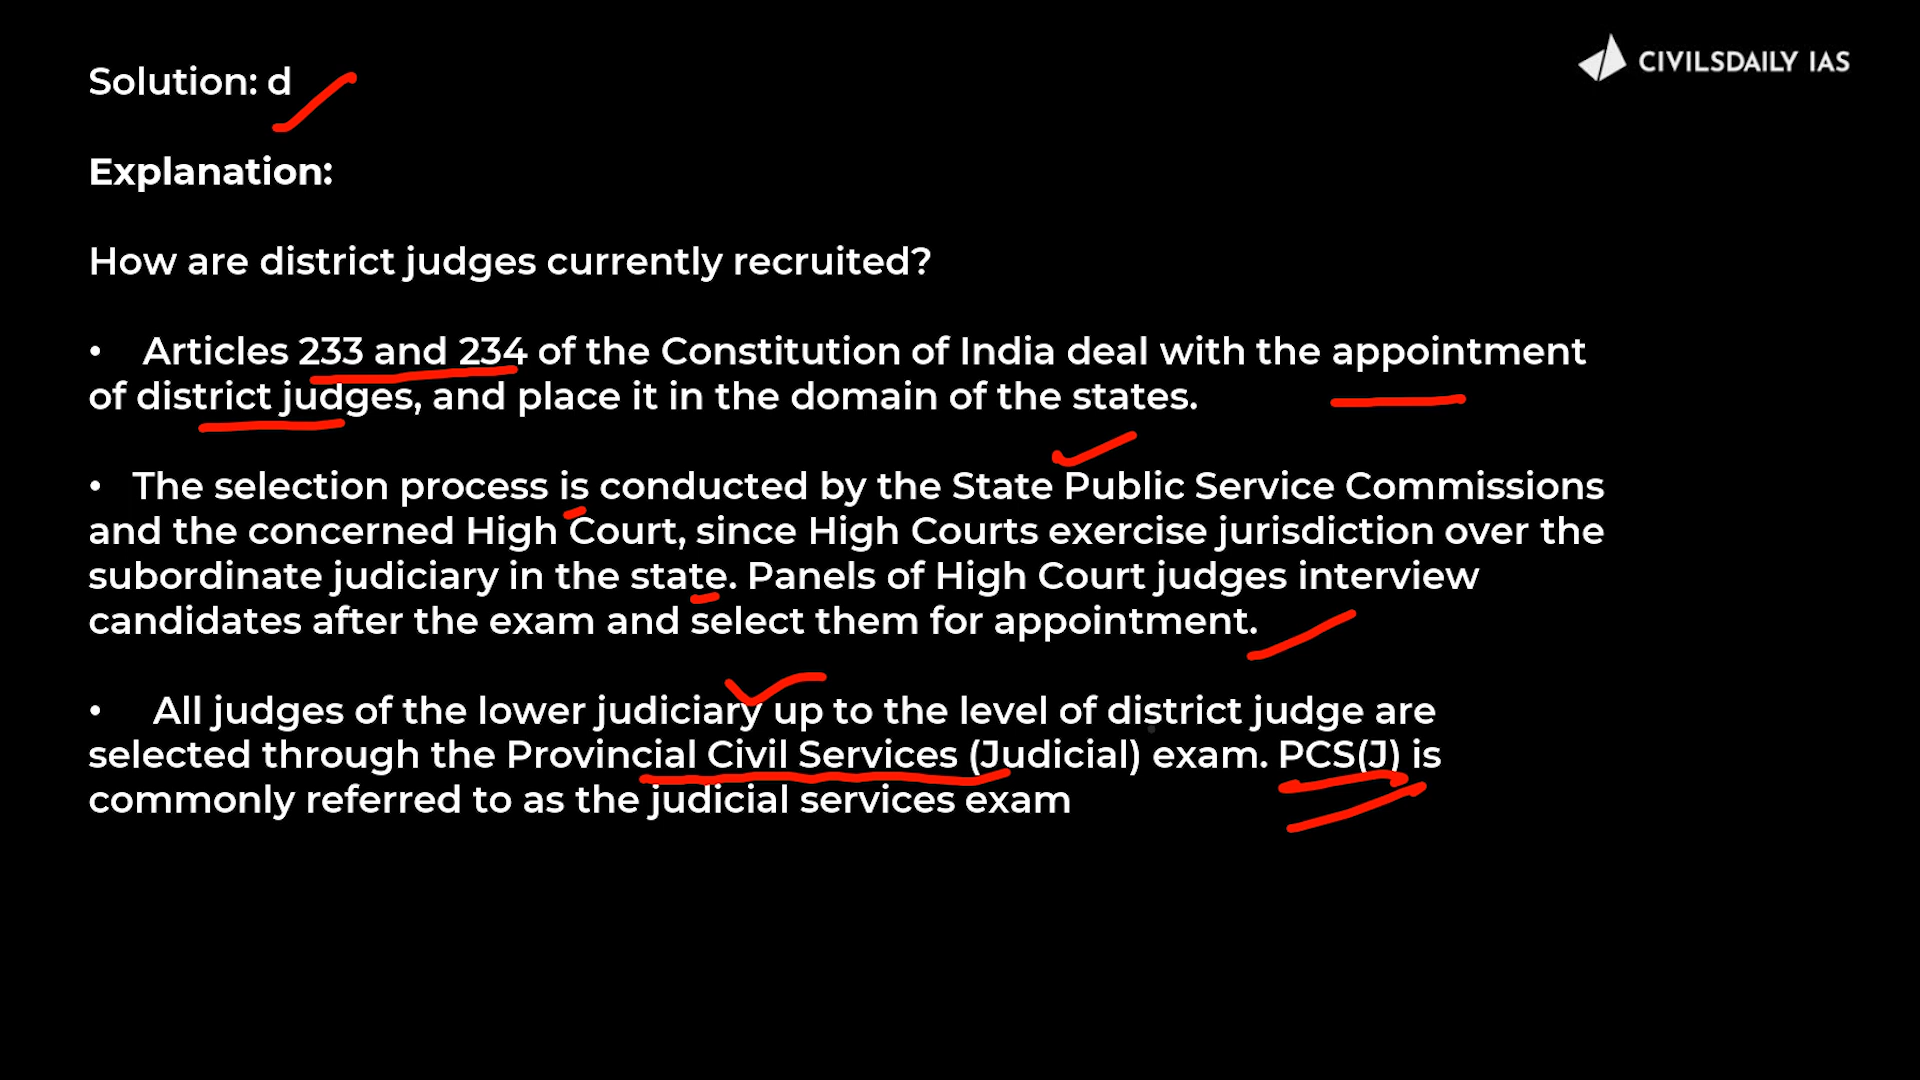 CIVILSDAILY IAS
Solution: d
Explanation:
How are district judges currently recruited?
• Articles 233 and 234 of the Constitution of India deal with the appointment
of district judges, and place it in the domain of the states.
• The selection process is conducted by the State Public Service Commissions
and the concerned High Court, since High Courts exercise jurisdiction over the
subordinate judiciary in the state. Panels of High Court judges interview
candidates after the exam and select them for appointment.
• All judges of the lower judiciary up to the level of district judge are
selected through the Provincial Civil Services (Judicial) exam. PCS(J) is
commonly referred to as the judicial services exam